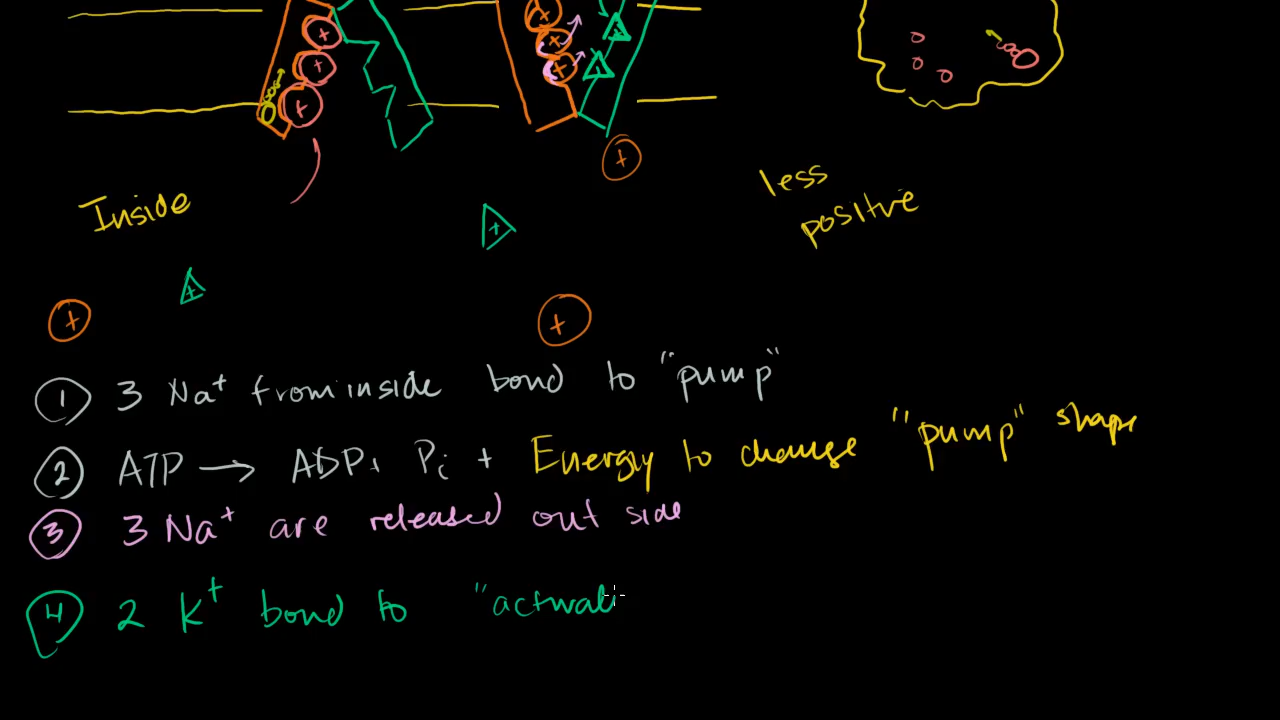 + + + +
+ + + +
+
Inside
less
positive
+
+
+ +
1 3 Na⁺ from inside bond to "pump"
2 ATP → ADP + Pi + Energy to change "pump" shape
3 3 Na⁺ are released out side
4 2 K⁺ bond to "actvati